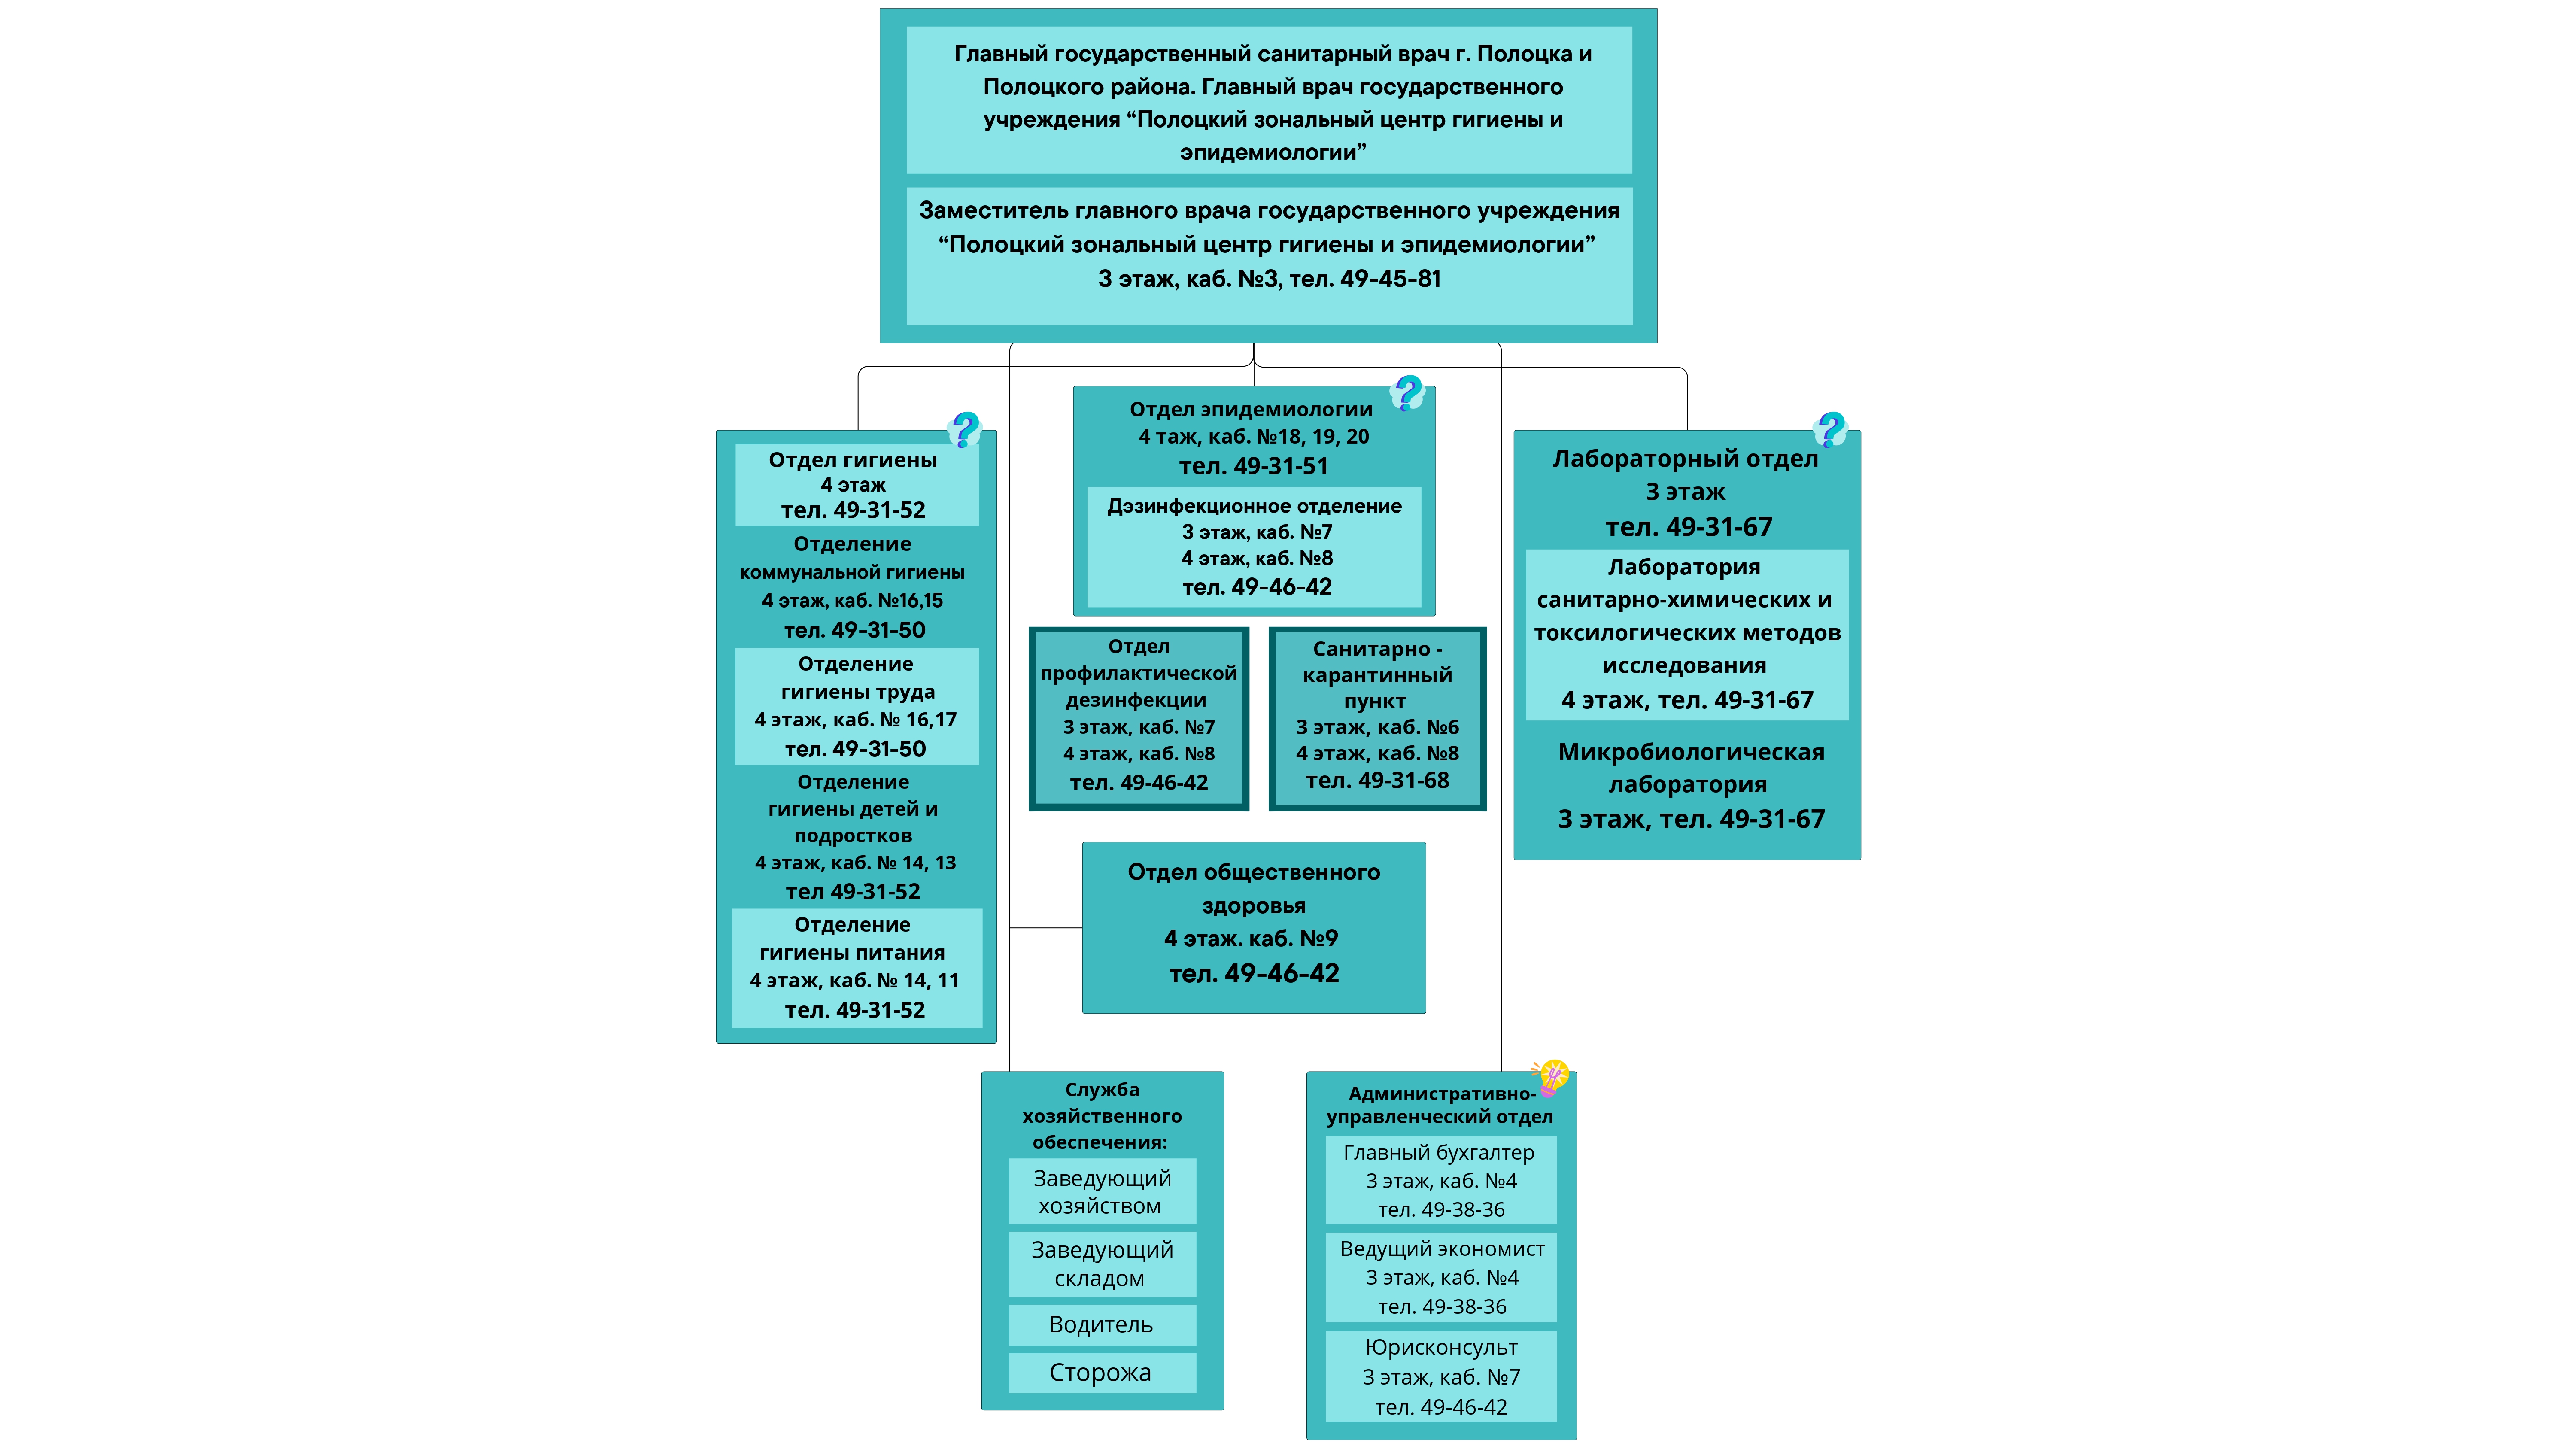 Главный государственный санитарный врач г. Полоцка и
Полоцкого района. Главный врач государственного
учреждения “Полоцкий зональный центр гигиены и
эпидемиологии”
Заместитель главного врача государственного учреждения
“Полоцкий зональный центр гигиены и эпидемиологии”
3 этаж, каб. №3, тел. 49-45-81
Отдел гигиены
4 этаж
тел. 49-31-52
Отделение
коммунальной гигиены
4 этаж, каб. №16,15
тел. 49-31-50
Отделение
гигиены труда
4 этаж, каб. № 16,17
тел. 49-31-50
Отделение
гигиены детей и
подростков
4 этаж, каб. № 14, 13
тел 49-31-52
Отделение
гигиены питания
4 этаж, каб. № 14, 11
тел. 49-31-52
Отдел эпидемиологии
4 таж, каб. №18, 19, 20
тел. 49-31-51
Дэзинфекционное отделение
3 этаж, каб. №7
4 этаж, каб. №8
тел. 49-46-42
Отдел
профилактической
дезинфекции
3 этаж, каб. №7
4 этаж, каб. №8
тел. 49-46-42
Санитарно -
карантинный
пункт
3 этаж, каб. №6
4 этаж, каб. №8
тел. 49-31-68
Лабораторный отдел
3 этаж
тел. 49-31-67
Лаборатория
санитарно-химических и
токсилогических методов
исследования
4 этаж, тел. 49-31-67
Микробиологическая
лаборатория
3 этаж, тел. 49-31-67
Отдел общественного
здоровья
4 этаж. каб. №9
тел. 49-46-42
Служба
хозяйственного
обеспечения:
Заведующий
хозяйством
Заведующий
складом
Водитель
Сторожа
Административно-
управленческий отдел
Главный бухгалтер
3 этаж, каб. №4
тел. 49-38-36
Ведущий экономист
3 этаж, каб. №4
тел. 49-38-36
Юрисконсульт
3 этаж, каб. №7
тел. 49-46-42